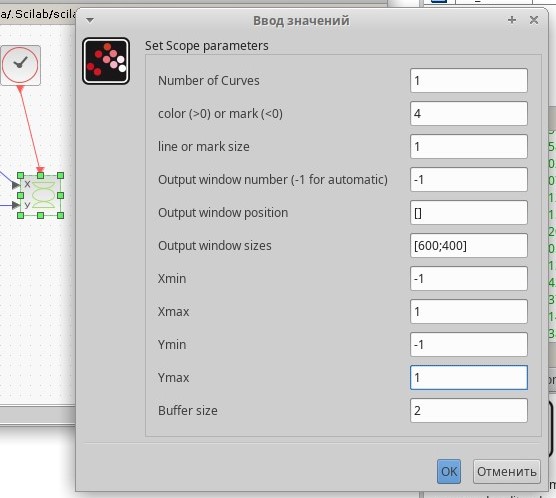 a/.Scilab/scila
Ввод значений
Set Scope parameters
Number of Curves 1
color (>0) or mark (<0) 4
line or mark size 1
Output window number (-1 for automatic) -1
Output window position []
Output window sizes [600;400]
Xmin -1
Xmax 1
Ymin -1
Ymax 1
Buffer size 2
X
y
OK Отменить